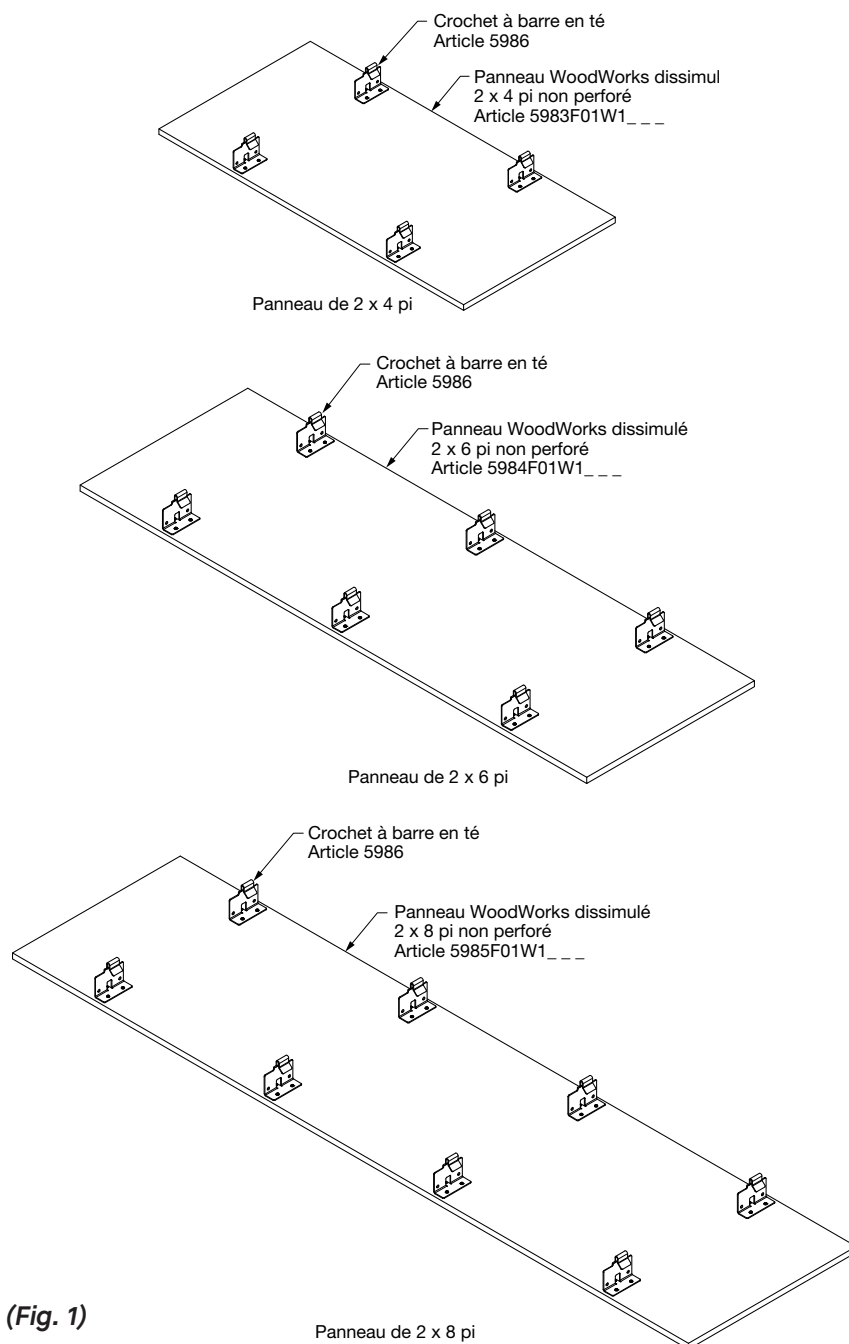 Crochet à barre en té
Article 5986
Panneau WoodWorks dissimul
2 x 4 pi non perforé
Article 5983F01W1_ _ _
Panneau de 2 x 4 pi
Crochet à barre en té
Article 5986
Panneau WoodWorks dissimulé
2 x 6 pi non perforé
Article 5984F01W1_ _ _
Panneau de 2 x 6 pi
Crochet à barre en té
Article 5986
Panneau WoodWorks dissimulé
2 x 8 pi non perforé
Article 5985F01W1_ _ _
(Fig. 1)
Panneau de 2 x 8 pi